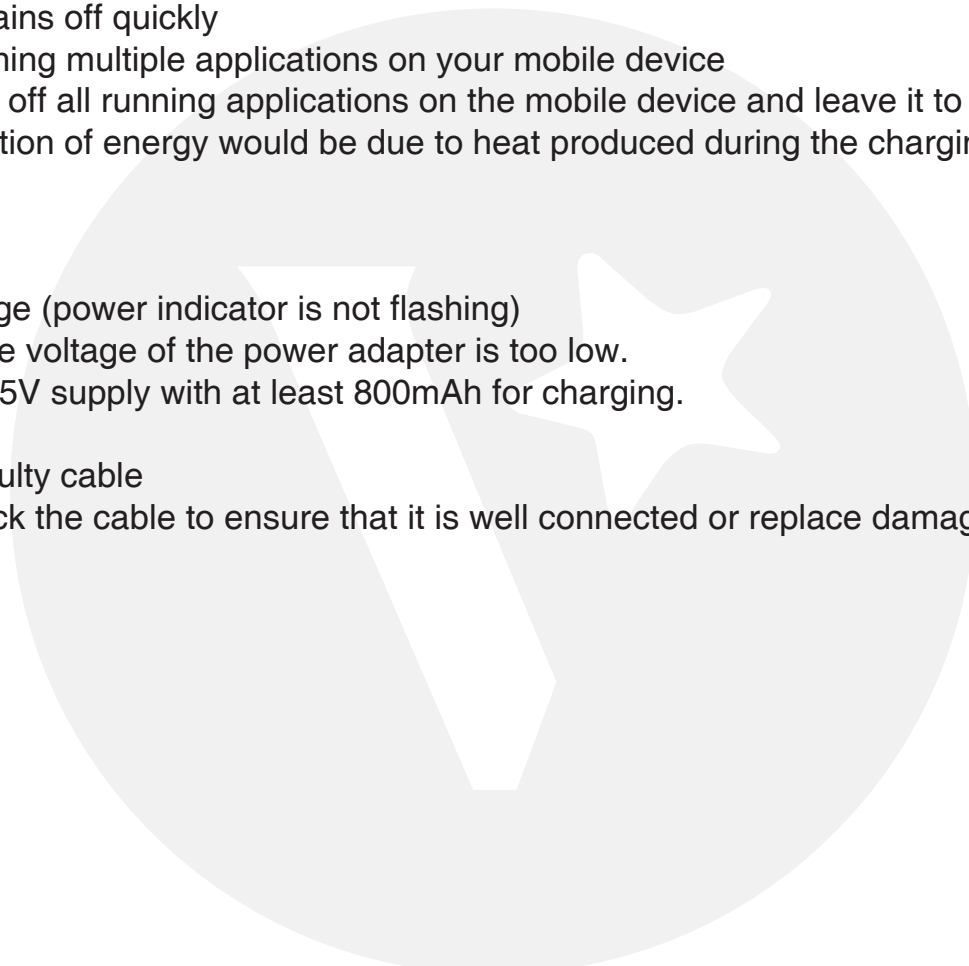 ains off quickly
ning multiple applications on your mobile device
off all running applications on the mobile device and leave it to
tion of energy would be due to heat produced during the chargin
ge (power indicator is not flashing)
e voltage of the power adapter is too low.
5V supply with at least 800mAh for charging.
ulty cable
ck the cable to ensure that it is well connected or replace damag